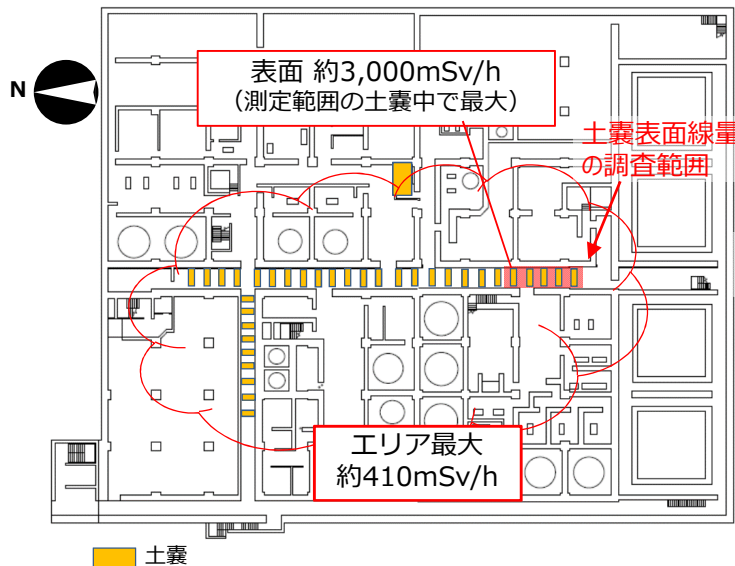 表面 約3,000mSv/h
（測定範囲の土嚢中で最大）
N
土嚢表面線量
の調査範囲
エリア最大
約410mSv/h
土嚢